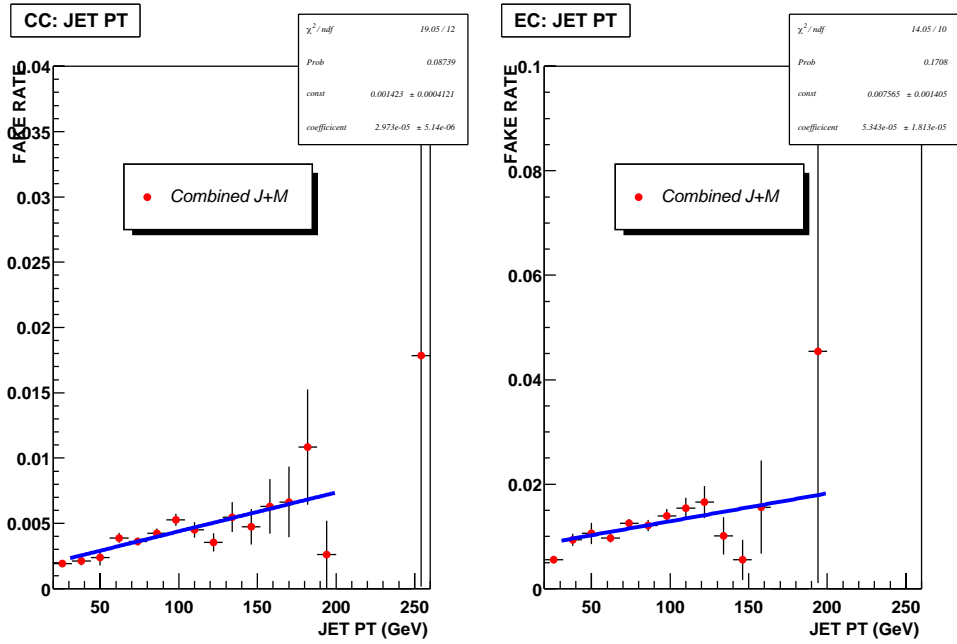 CC: JET PT
χ² / ndf 19.05 / 12
Prob 0.08739
const 0.001423 ± 0.0004121
coefficicent 2.973e-05 ± 5.14e-06
FAKE RATE
0.04
0.035
0.03
0.025
0.02
0.015
0.01
0.005
0
Combined J+M
50 100 150 200 250
JET PT (GeV)
EC: JET PT
χ² / ndf 14.05 / 10
Prob 0.1708
const 0.007565 ± 0.001405
coefficicent 5.343e-05 ± 1.813e-05
FAKE RATE
0.1
0.08
0.06
0.04
0.02
0
Combined J+M
50 100 150 200 250
JET PT (GeV)